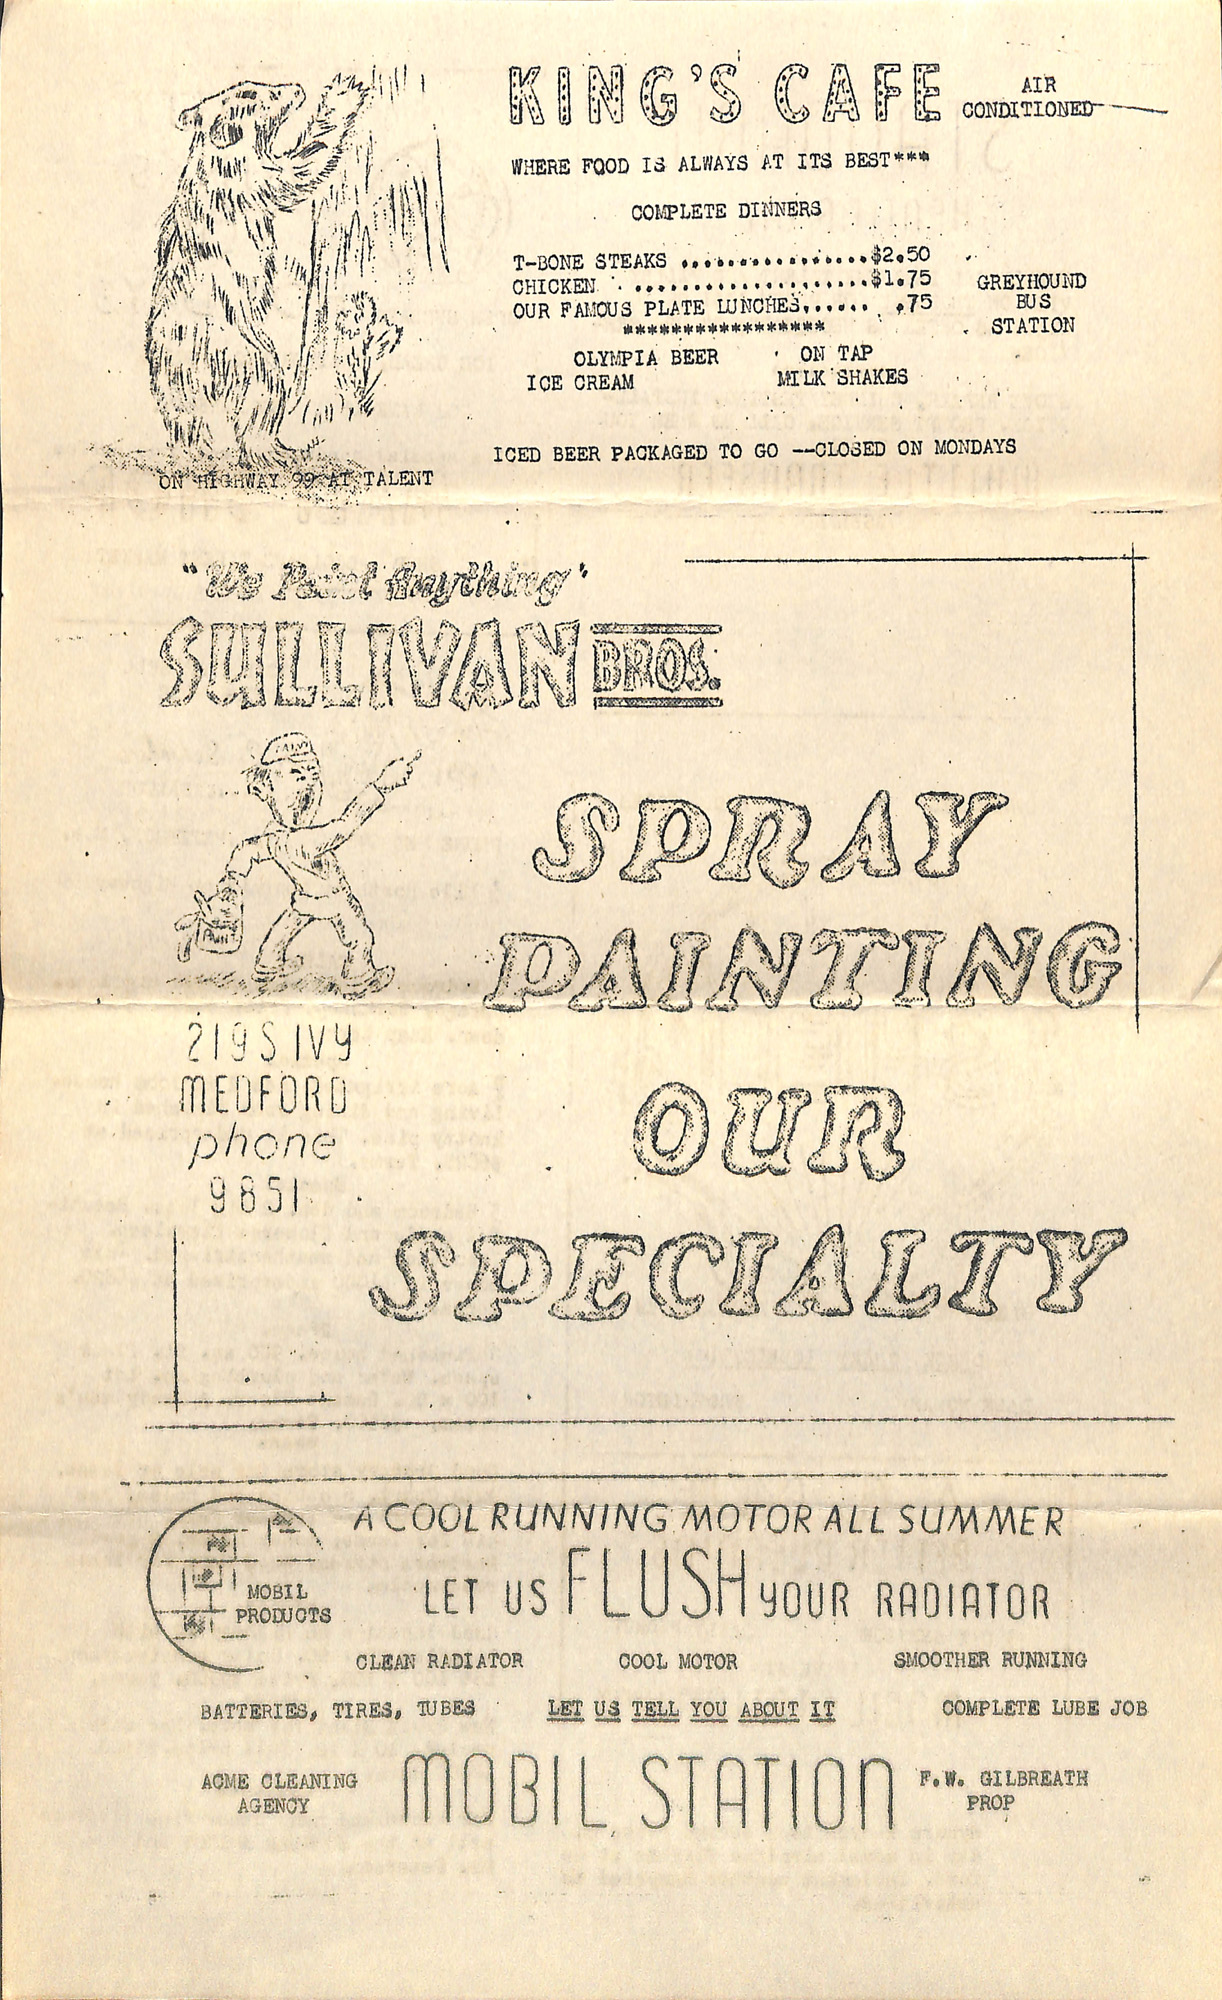 KING'S CAFE
AIR
CONDITIONED
WHERE FOOD IS ALWAYS AT ITS BEST***
COMPLETE DINNERS
T-BONE STEAKS ................$2.50
CHICKEN . ....................$1.75
OUR FAMOUS PLATE LUNCHES...... .75
*****************
GREYHOUND
BUS
STATION
OLYMPIA BEER ON TAP
ICE CREAM MILK SHAKES
ICED BEER PACKAGED TO GO --CLOSED ON MONDAYS
ON HIGHWAY 99 AT TALENT
"We Paint Anything"
SULLIVAN BROS.
PAINT
SPRAY
PAINTING
OUR
SPECIALTY
219 S IVY
MEDFORD
phone
9851
A COOL RUNNING MOTOR ALL SUMMER
LET US FLUSH YOUR RADIATOR
MOBIL
PRODUCTS
CLEAN RADIATOR COOL MOTOR SMOOTHER RUNNING
BATTERIES, TIRES, TUBES LET US TELL YOU ABOUT IT COMPLETE LUBE JOB
ACME CLEANING
AGENCY
MOBIL STATION
F.W. GILBREATH
PROP